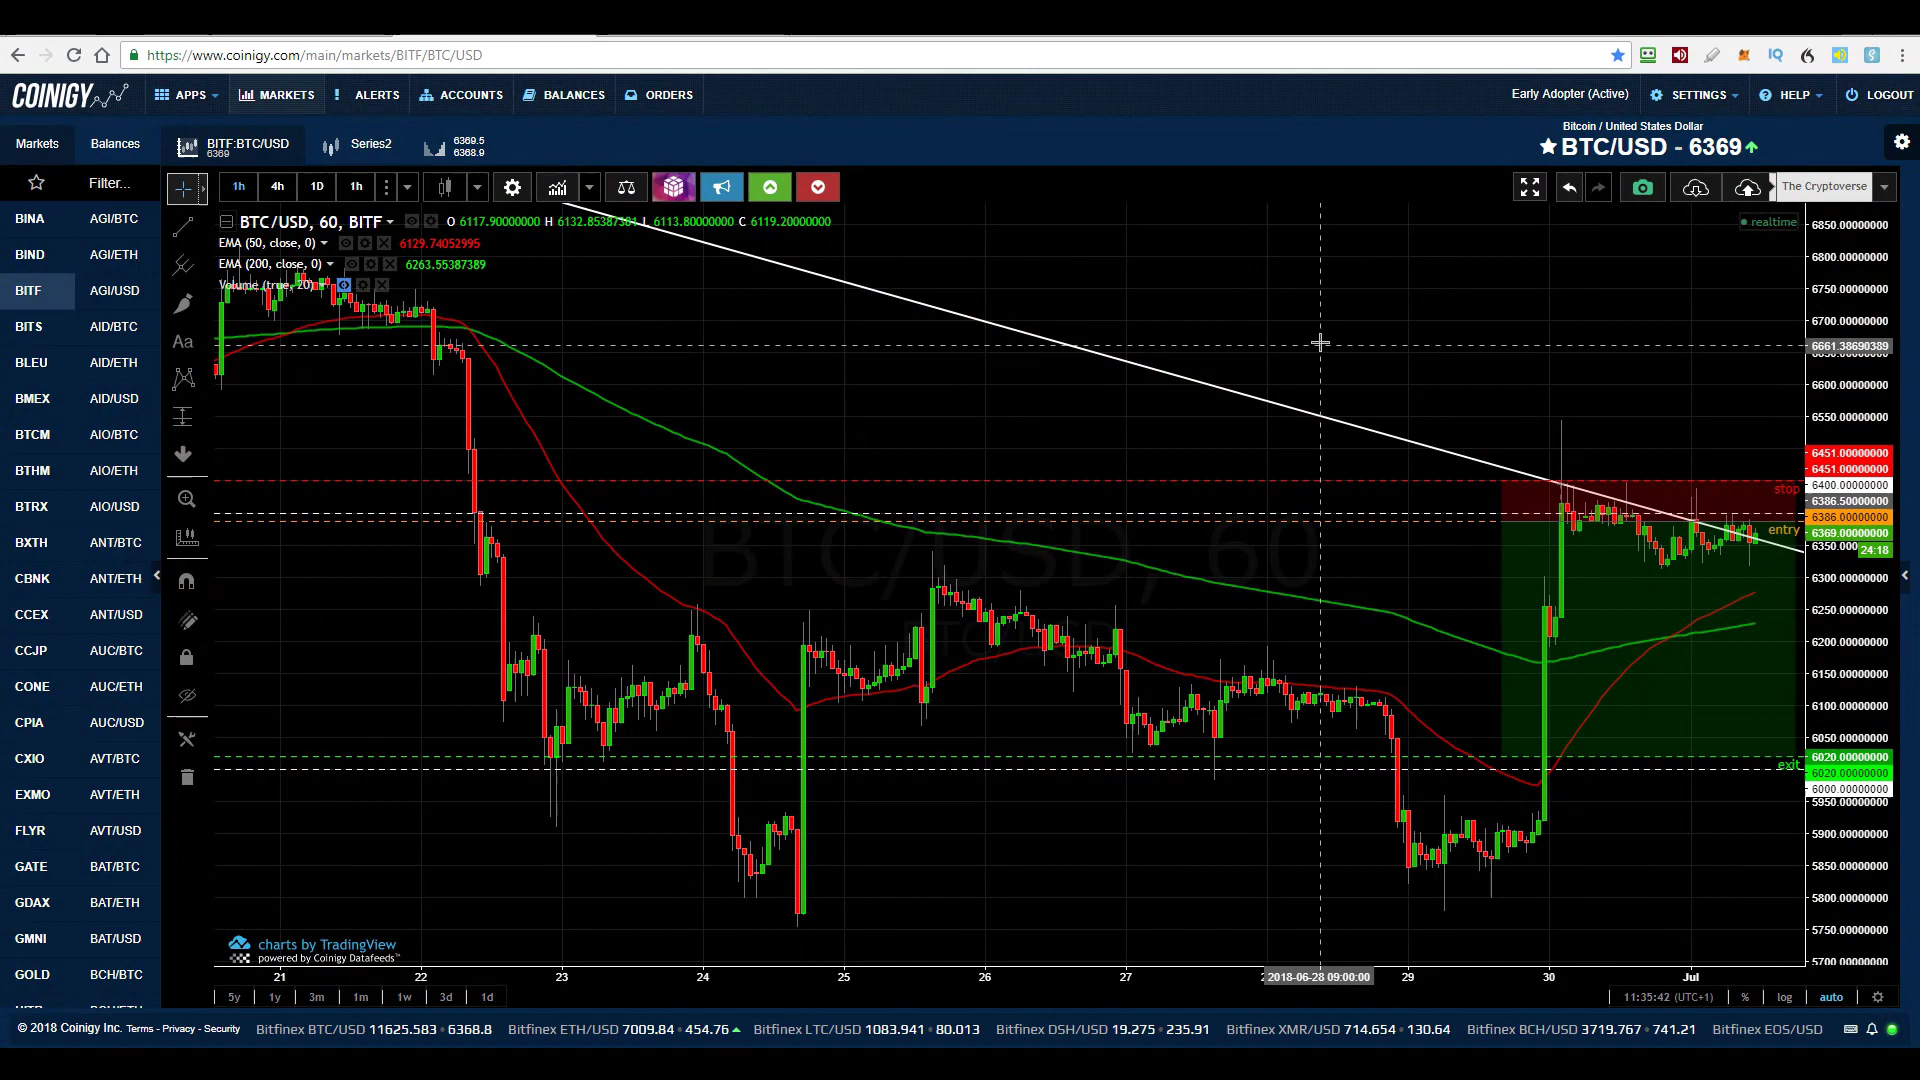 https://www.coinigy.com/main/markets/BITF/BTC/USD
COINIGY APPS MARKETS ! ALERTS ACCOUNTS BALANCES ORDERS Early Adopter (Active) SETTINGS HELP LOGOUT
Markets Balances BITF:BTC/USD 6369 Series2 6369.5 6368.9
Bitcoin / United States Dollar
BTC/USD - 6369
Filter... 1h 4h 1D 1h The Cryptoverse
BTC/USD, 60, BITF O 6117.90000000 H 6132.85387381 L 6113.80000000 C 6119.20000000
realtime
EMA (50, close, 0) 6129.74052995
EMA (200, close, 0) 6263.55387389
Volume (true, 20)
BINA AGI/BTC
BIND AGI/ETH
BITF AGI/USD
BITS AID/BTC
BLEU AID/ETH
BMEX AID/USD
BTCM AIO/BTC
BTHM AIO/ETH
BTRX AIO/USD
BXTH ANT/BTC
CBNK ANT/ETH
CCEX ANT/USD
CCJP AUC/BTC
CONE AUC/ETH
CPIA AUC/USD
CXIO AVT/BTC
EXMO AVT/ETH
FLYR AVT/USD
GATE BAT/BTC
GDAX BAT/ETH
GMNI BAT/USD
GOLD BCH/BTC
Aa
BTC/USD, 60
stop
entry
exit
6850.00000000
6800.00000000
6750.00000000
6700.00000000
6661.38690389
6600.00000000
6550.00000000
6451.00000000
6451.00000000
6400.00000000
6386.50000000
6386.00000000
6369.00000000
6350.00
24:18
6300.00000000
6250.00000000
6200.00000000
6150.00000000
6100.00000000
6050.00000000
6020.00000000
6020.00000000
6000.00000000
5950.00000000
5900.00000000
5850.00000000
5800.00000000
5750.00000000
5700.00000000
charts by TradingView
powered by Coinigy Datafeeds
21 22 23 24 25 26 27 2018-06-28 09:00:00 29 30 Jul
5y 1y 3m 1m 1w 3d 1d 11:35:42 (UTC+1) % log auto
© 2018 Coinigy Inc. Terms - Privacy - Security Bitfinex BTC/USD 11625.583 • 6368.8 Bitfinex ETH/USD 7009.84 • 454.76 Bitfinex LTC/USD 1083.941 • 80.013 Bitfinex DSH/USD 19.275 • 235.91 Bitfinex XMR/USD 714.654 • 130.64 Bitfinex BCH/USD 3719.767 • 741.21 Bitfinex EOS/USD